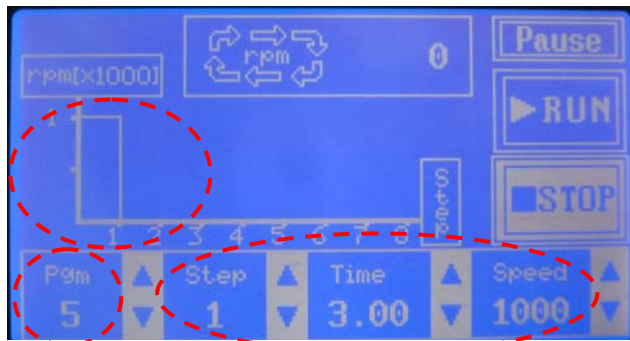 rpm
0
Pause
rpm[x1000]
1
RUN
Step
STOP
1 2 3 4 5 6 7 8
Pgm Step Time Speed
5 1 3.00 1000